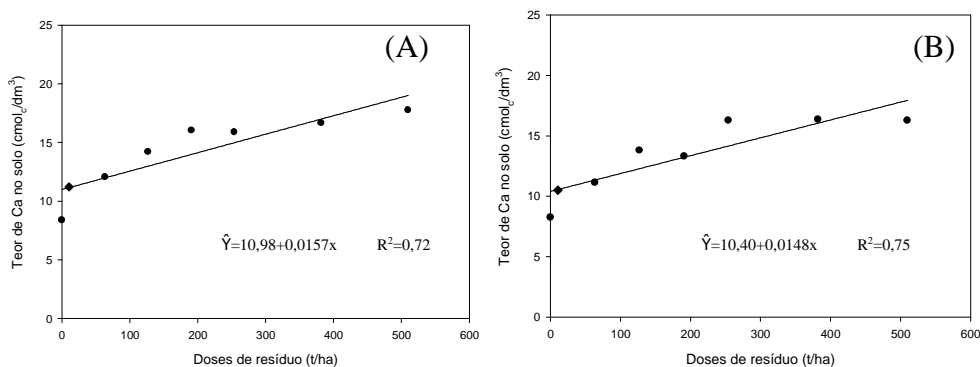 (A)
Teor de Ca no solo (cmolc/dm³)
25
20
15
10
5
0
Ŷ=10,98+0,0157x R²=0,72
0 100 200 300 400 500 600
Doses de resíduo (t/ha)
(B)
Teor de Ca no solo (cmolc/dm³)
25
20
15
10
5
0
Ŷ=10,40+0,0148x R²=0,75
0 100 200 300 400 500 600
Doses de resíduo (t/ha)